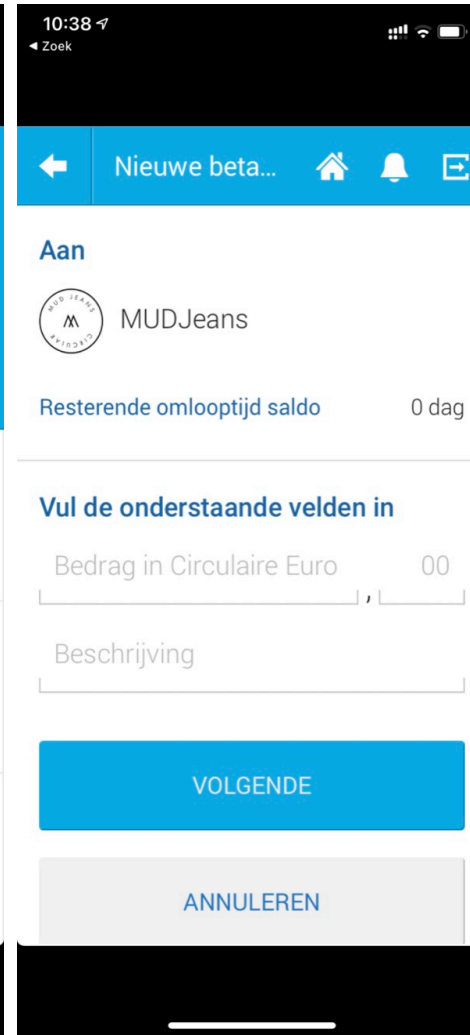 10:38
◄ Zoek
Nieuwe beta...
Aan
MUD JEANS
CIRCULAR
MUDJeans
Resterende omlooptijd saldo 0 dag
Vul de onderstaande velden in
Bedrag in Circulaire Euro , 00
Beschrijving
VOLGENDE
ANNULEREN